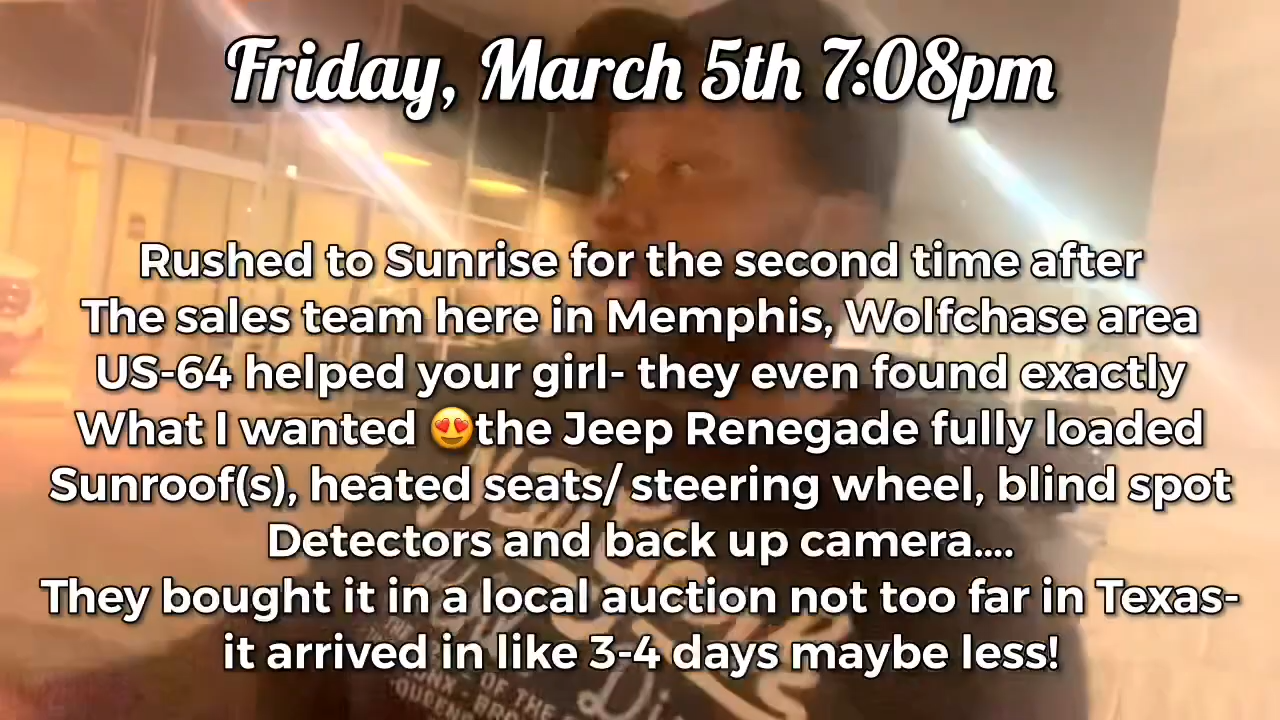 Friday, March 5th 7:08pm
Rushed to Sunrise for the second time after
The sales team here in Memphis, Wolfchase area
US-64 helped your girl- they even found exactly
What I wanted 😍the Jeep Renegade fully loaded
Sunroof(s), heated seats/ steering wheel, blind spot
Detectors and back up camera....
They bought it in a local auction not too far in Texas-
it arrived in like 3-4 days maybe less!